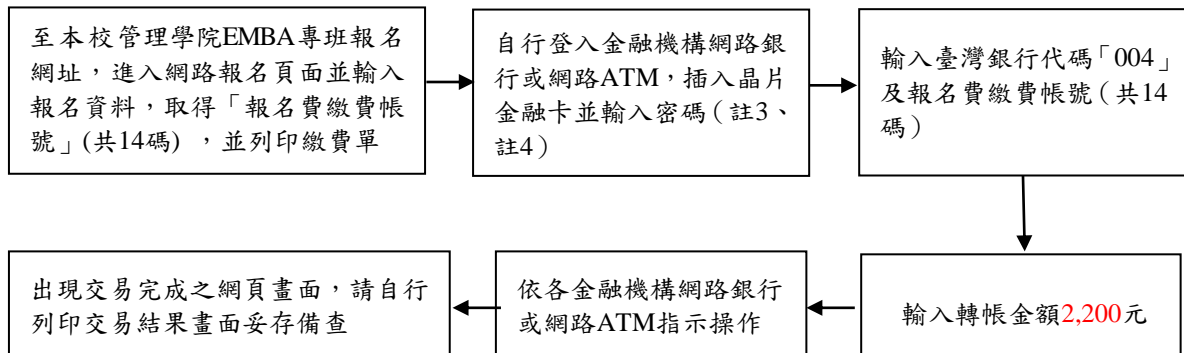 至本校管理學院EMBA專班報名
網址，進入網路報名頁面並輸入
報名資料，取得「報名費繳費帳
號」(共14碼) ，並列印繳費單
自行登入金融機構網路銀
行或網路ATM，插入晶片
金融卡並輸入密碼（註3、
註4）
輸入臺灣銀行代碼「004」
及報名費繳費帳號（共14
碼）
輸入轉帳金額2,200元
依各金融機構網路銀行
或網路ATM指示操作
出現交易完成之網頁畫面，請自行
列印交易結果畫面妥存備查